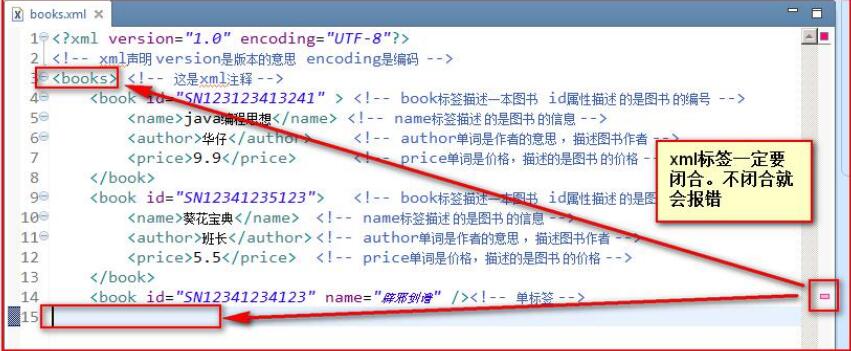 books.xml
1 <?xml version="1.0" encoding="UTF-8"?>
2 <!-- xml声明 version是版本的意思 encoding是编码 -->
3 <books> <!-- 这是xml注释 -->
4 <book id="SN123123413241" > <!-- book标签描述一本图书 id属性描述的是图书的编号 -->
5 <name>java编程思想</name> <!-- name标签描述的是图书的信息 -->
6 <author>华仔</author> <!-- author单词是作者的意思，描述图书作者 -->
7 <price>9.9</price> <!-- price单词是价格，描述的是图书的价格 -->
8 </book>
9 <book id="SN12341235123"> <!-- book标签描述一本图书 id属性描述的是图书
10 <name>葵花宝典</name> <!-- name标签描述的是图书的信息 -->
11 <author>班长</author> <!-- author单词是作者的意思，描述图书作者 -->
12 <price>5.5</price> <!-- price单词是价格，描述的是图书的价格 -->
13 </book>
14 <book id="SN12341234123" name="辟邪剑谱" /><!-- 单标签 -->
15
xml标签一定要
闭合。不闭合就
会报错